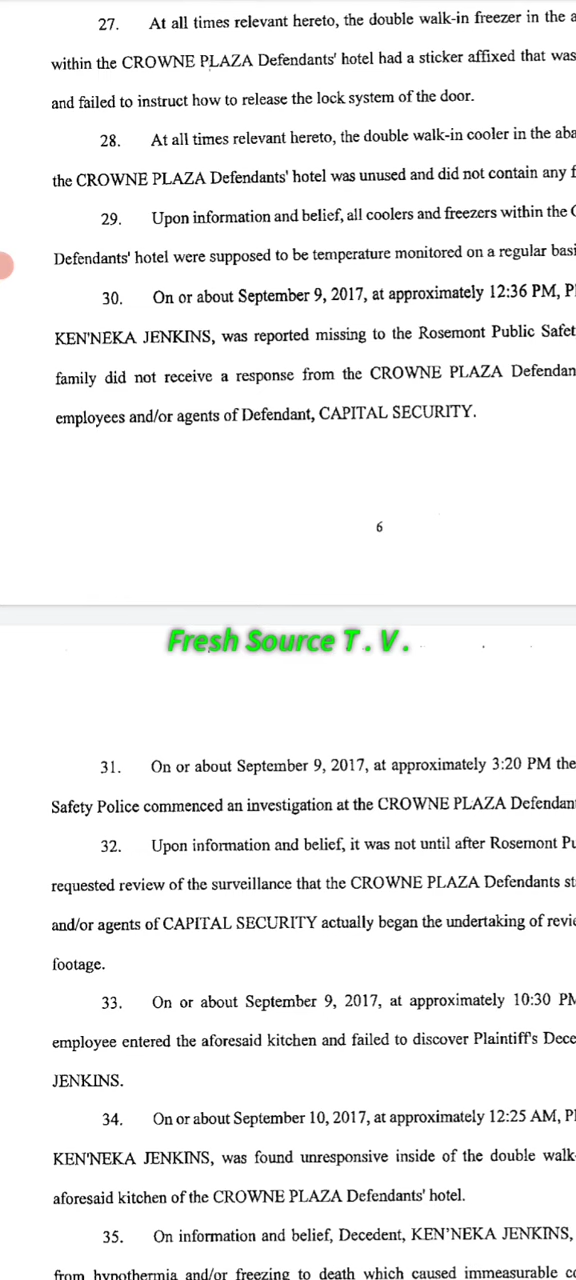 27. At all times relevant hereto, the double walk-in freezer in the
within the CROWNE PLAZA Defendants' hotel had a sticker affixed that was
and failed to instruct how to release the lock system of the door.
28. At all times relevant hereto, the double walk-in cooler in the
the CROWNE PLAZA Defendants' hotel was unused and did not contain any
29. Upon information and belief, all coolers and freezers within the
Defendants' hotel were supposed to be temperature monitored on a regular
30. On or about September 9, 2017, at approximately 12:36 PM,
KEN'NEKA JENKINS, was reported missing to the Rosemont Public
family did not receive a response from the CROWNE PLAZA
employees and/or agents of Defendant, CAPITAL SECURITY.
6
Fresh Source T.V.
31. On or about September 9, 2017, at approximately 3:20 PM the
Safety Police commenced an investigation at the CROWNE PLAZA
32. Upon information and belief, it was not until after Rosemont
requested review of the surveillance that the CROWNE PLAZA Defendants
and/or agents of CAPITAL SECURITY actually began the undertaking of
footage.
33. On or about September 9, 2017, at approximately 10:30
employee entered the aforesaid kitchen and failed to discover Plaintiff's
JENKINS.
34. On or about September 10, 2017, at approximately 12:25 AM,
KEN'NEKA JENKINS, was found unresponsive inside of the double
aforesaid kitchen of the CROWNE PLAZA Defendants' hotel.
35. On information and belief, Decedent, KEN'NEKA JENKINS,
from hypothermia and/or freezing to death which caused immeasurable